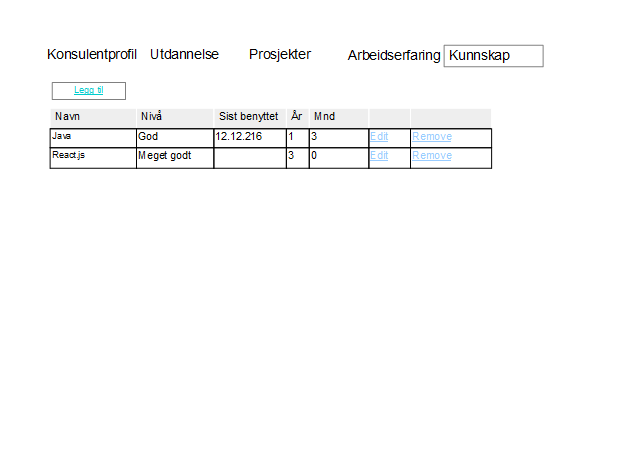 Konsulentprofil Utdannelse Prosjekter Arbeidserfaring Kunnskap
Legg til
Navn Nivå Sist benyttet År Mnd
Java God 12.12.216 1 3 Edit Remove
React.js Meget godt 3 0 Edit Remove